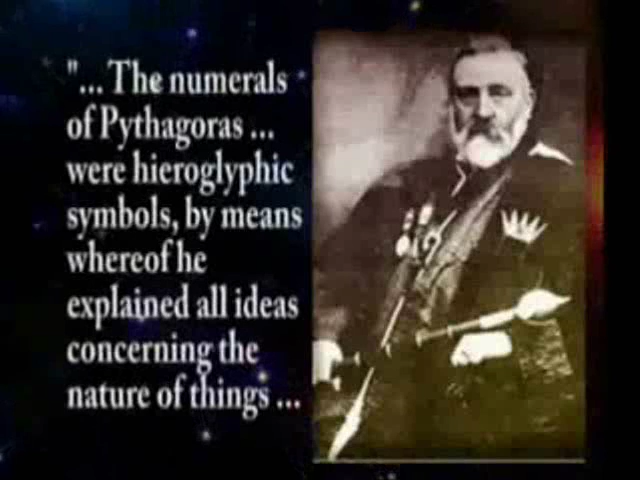 "... The numerals
of Pythagoras ...
were hieroglyphic
symbols, by means
whereof he
explained all ideas
concerning the
nature of things ...